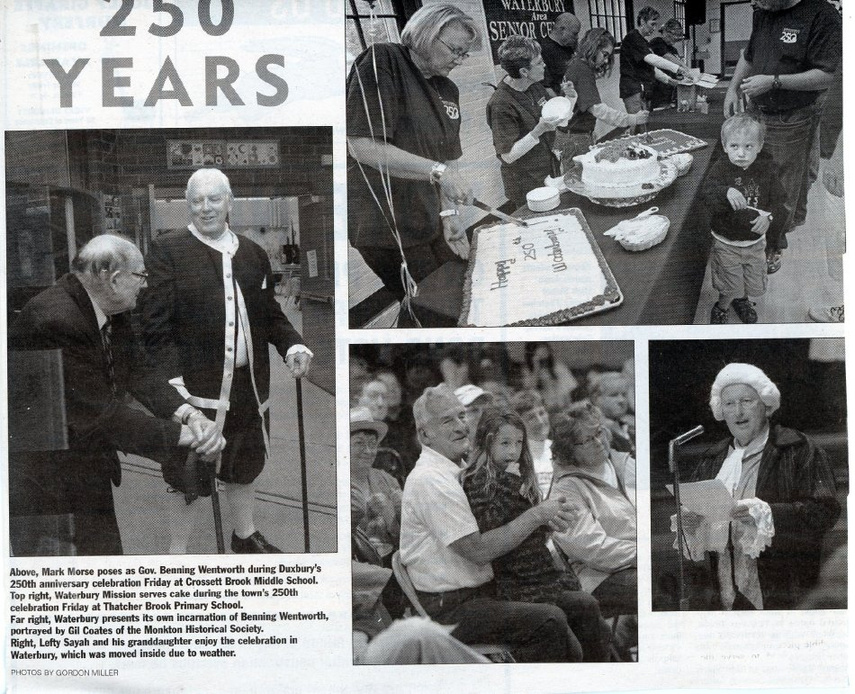 250
YEARS
WATERBURY
Area
SENIOR CE
250
Happy
250th
Waterbury!
Above, Mark Morse poses as Gov. Benning Wentworth during Duxbury's
250th anniversary celebration Friday at Crossett Brook Middle School.
Top right, Waterbury Mission serves cake during the town's 250th
celebration Friday at Thatcher Brook Primary School.
Far right, Waterbury presents its own incarnation of Benning Wentworth,
portrayed by Gil Coates of the Monkton Historical Society.
Right, Lefty Sayah and his granddaughter enjoy the celebration in
Waterbury, which was moved inside due to weather.
PHOTOS BY GORDON MILLER